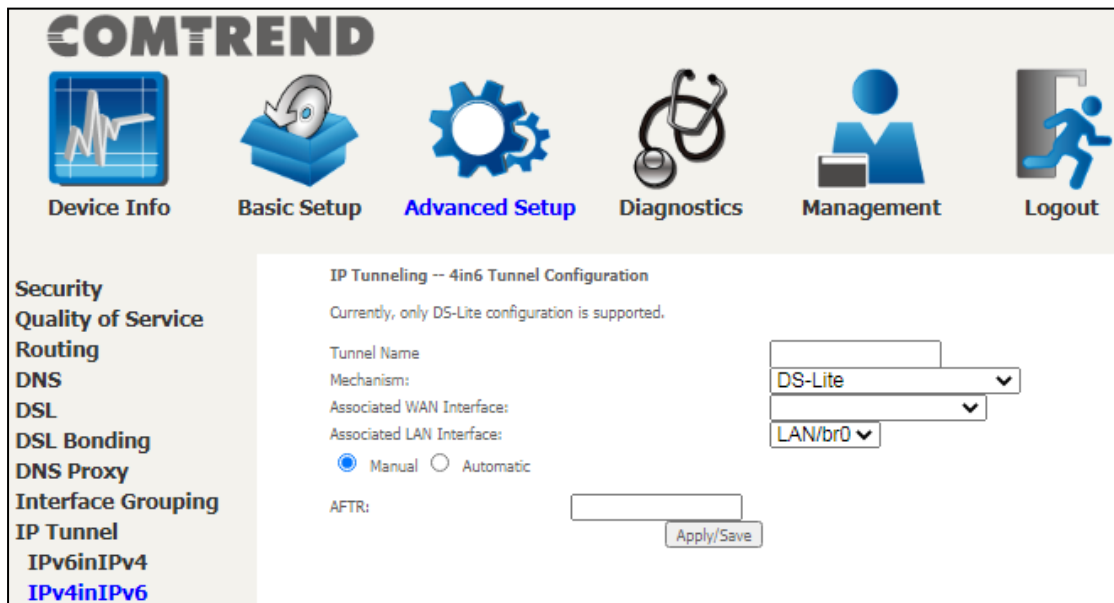 COMTREND
Device Info
Basic Setup
Advanced Setup
Diagnostics
Management
Logout
Security
Quality of Service
Routing
DNS
DSL
DSL Bonding
DNS Proxy
Interface Grouping
IP Tunnel
IPv6inIPv4
IPv4inIPv6
IP Tunneling -- 4in6 Tunnel Configuration
Currently, only DS-Lite configuration is supported.
Tunnel Name
Mechanism: DS-Lite
Associated WAN Interface:
Associated LAN Interface: LAN/br0
Manual Automatic
AFTR:
Apply/Save